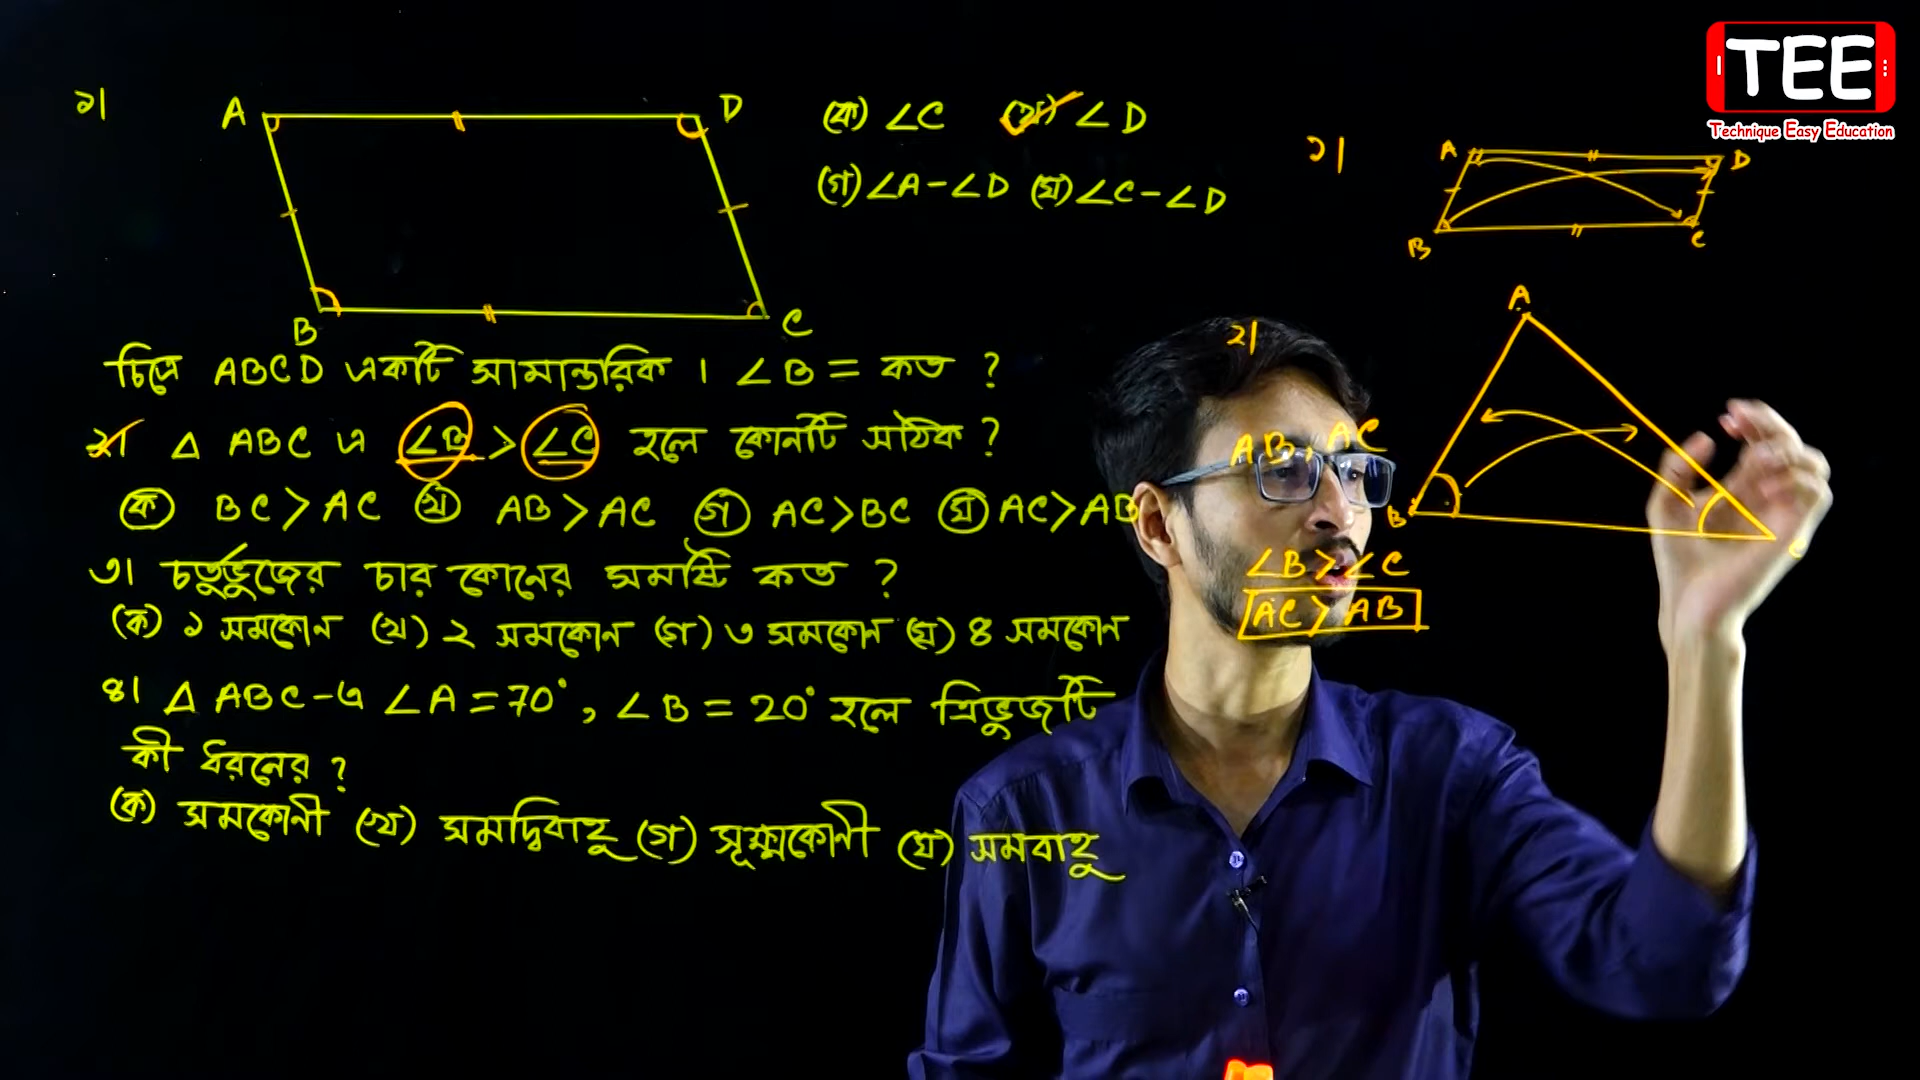 ১। A D
B C
(ক) ∠C (খ) ∠D
(গ) ∠A-∠D (ঘ) ∠C-∠D
চিত্রে ABCD একটি সামান্তরিক। ∠B = কত ?
২। △ ABC এ ∠B > ∠C হলে কোনটি সঠিক ?
ক BC > AC খ AB > AC গ AC > BC ঘ AC > AB
৩। চর্তুভুজের চার কোনের সমষ্টি কত ?
(ক) ১ সমকোন (খ) ২ সমকোন (গ) ৩ সমকোন (ঘ) ৪ সমকোন
৪। △ ABC-এ ∠A = 70°, ∠B = 20° হলে ত্রিভুজটি
কী ধরনের ?
(ক) সমকোনী (খ) সমদ্বিবাহু (গ) সূক্ষ্মকোনী (ঘ) সমবাহু
TEE
Technique Easy Education
১। A D
B C
২। A
B C
AB, AC
∠B > ∠C
AC > AB